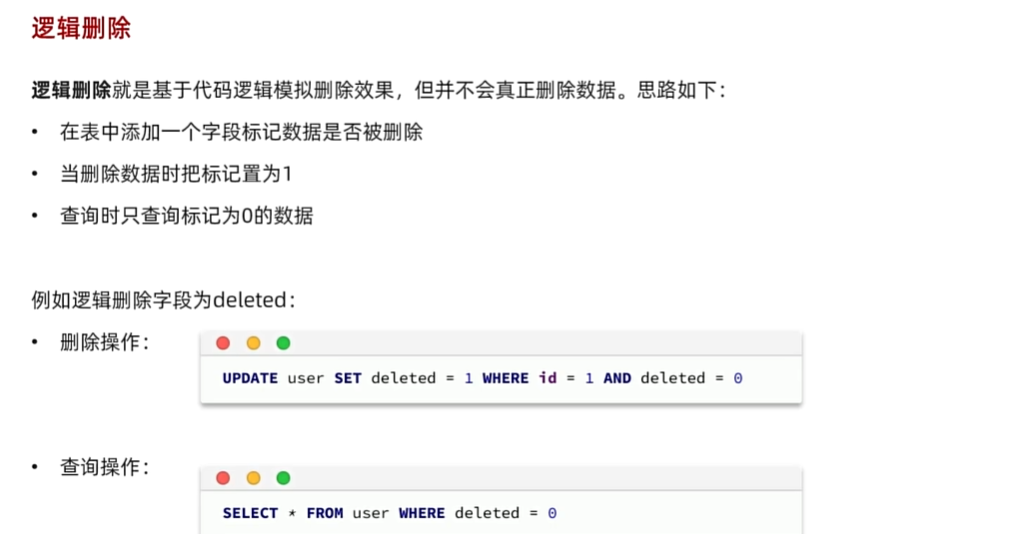 逻辑删除
逻辑删除就是基于代码逻辑模拟删除效果，但并不会真正删除数据。思路如下：
• 在表中添加一个字段标记数据是否被删除
• 当删除数据时把标记置为1
• 查询时只查询标记为0的数据
例如逻辑删除字段为deleted：
• 删除操作：
UPDATE user SET deleted = 1 WHERE id = 1 AND deleted = 0
• 查询操作：
SELECT * FROM user WHERE deleted = 0